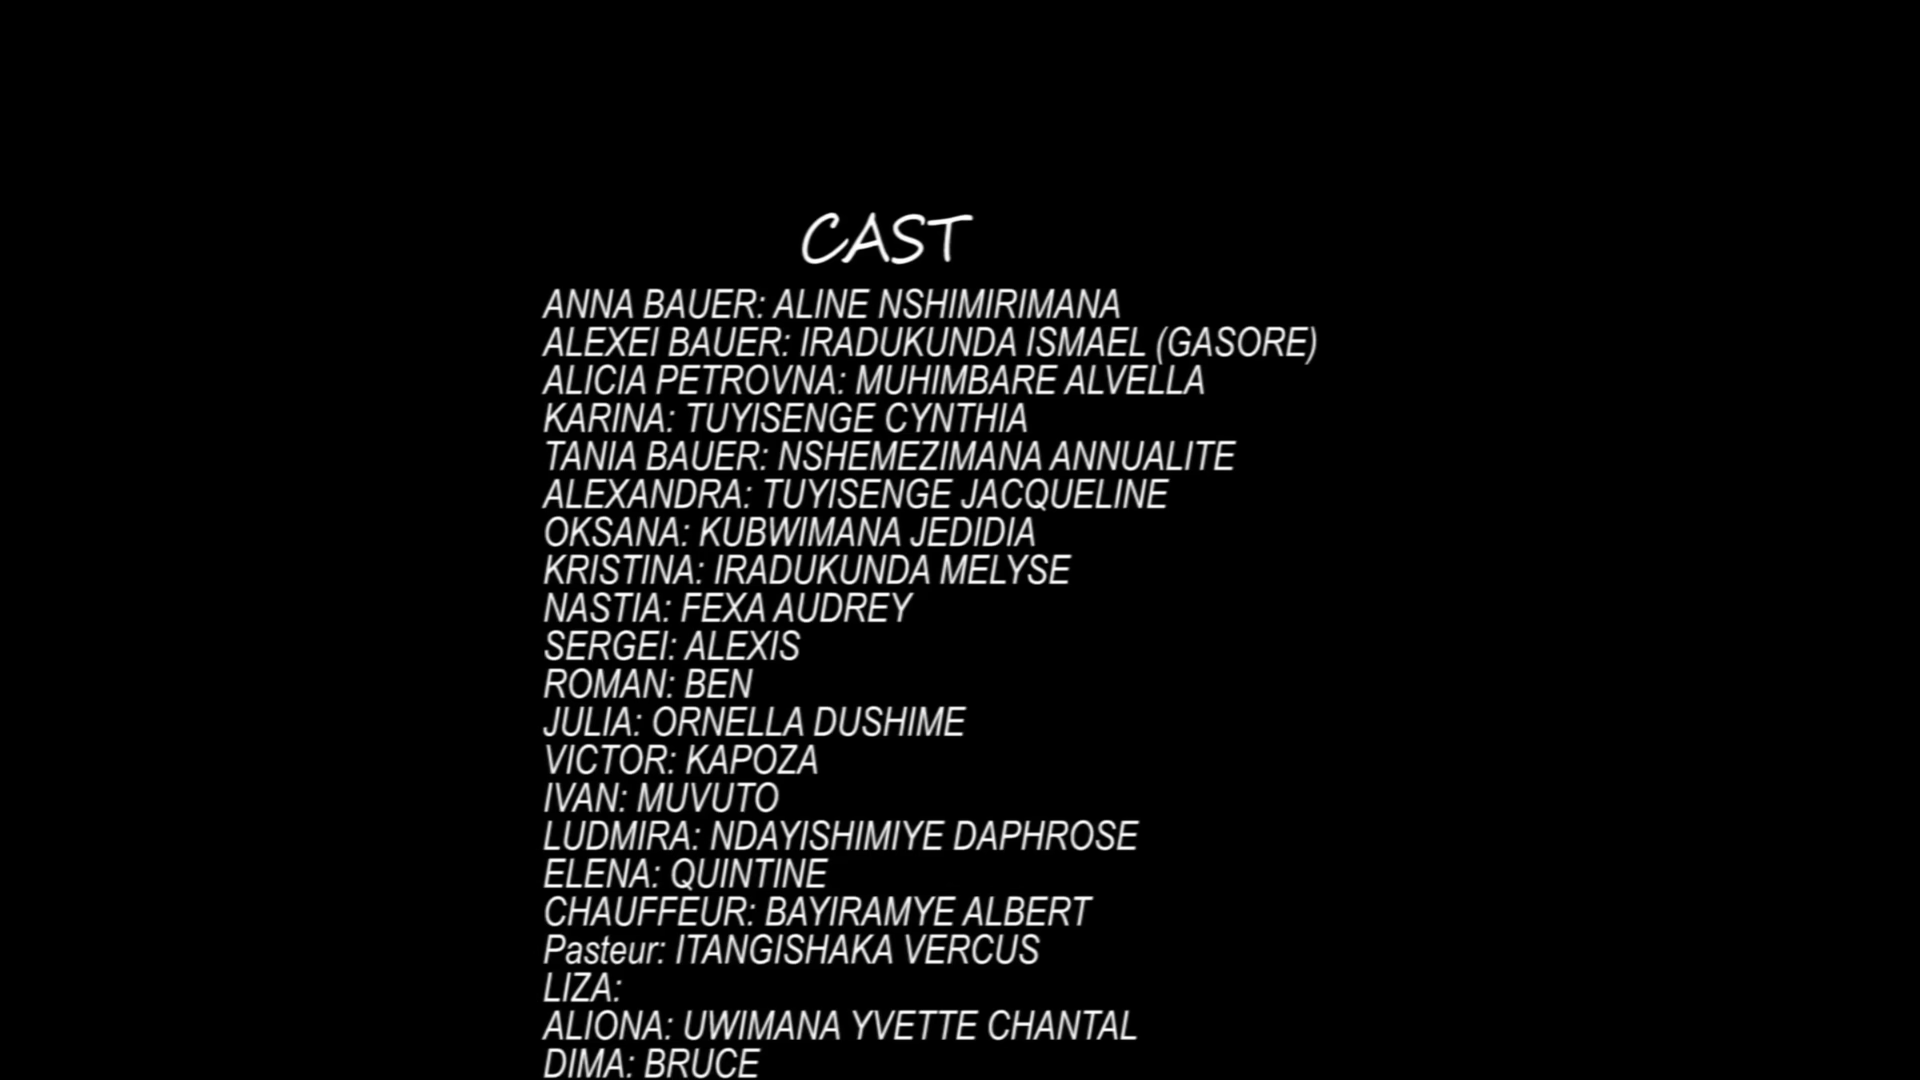 CAST
ANNA BAUER: ALINE NSHIMIRIMANA
ALEXEI BAUER: IRADUKUNDA ISMAEL (GASORE)
ALICIA PETROVNA: MUHIMBARE ALVELLA
KARINA: TUYISENGE CYNTHIA
TANIA BAUER: NSHEMEZIMANA ANNUALITE
ALEXANDRA: TUYISENGE JACQUELINE
OKSANA: KUBWIMANA JEDIDIA
KRISTINA: IRADUKUNDA MELYSE
NASTIA: FEXA AUDREY
SERGEI: ALEXIS
ROMAN: BEN
JULIA: ORNELLA DUSHIME
VICTOR: KAPOZA
IVAN: MUVUTO
LUDMIRA: NDAYISHIMIYE DAPHROSE
ELENA: QUINTINE
CHAUFFEUR: BAYIRAMYE ALBERT
Pasteur: ITANGISHAKA VERCUS
LIZA:
ALIONA: UWIMANA YVETTE CHANTAL
DIMA: BRUCE